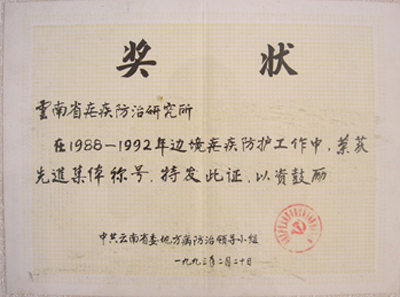 奖状
雲南省疟疾防治研究所
在1988-1992年边境疟疾防护工作中，荣获
先進集体称号，特发此证，以资鼓励
中共云南省委地方病防治领导小组
一九九三年二月二十日